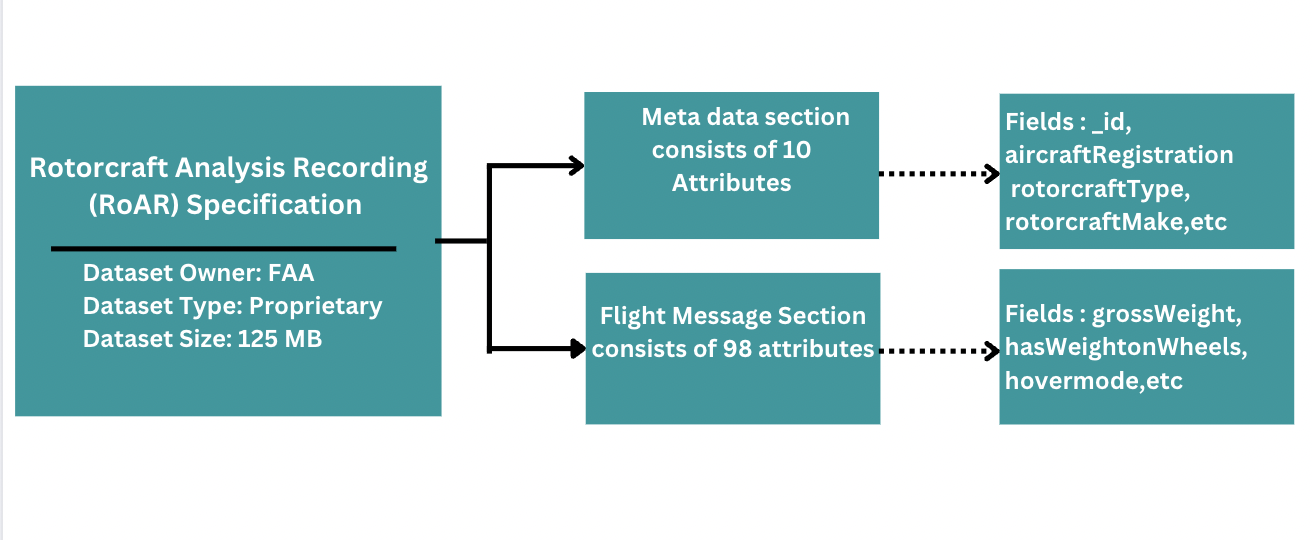 Rotorcraft Analysis Recording
(RoAR) Specification
Dataset Owner: FAA
Dataset Type: Proprietary
Dataset Size: 125 MB
Meta data section
consists of 10
Attributes
Fields : _id,
aircraftRegistration
rotorcraftType,
rotorcraftMake,etc
Flight Message Section
consists of 98 attributes
Fields : grossWeight,
hasWeightonWheels,
hovermode,etc